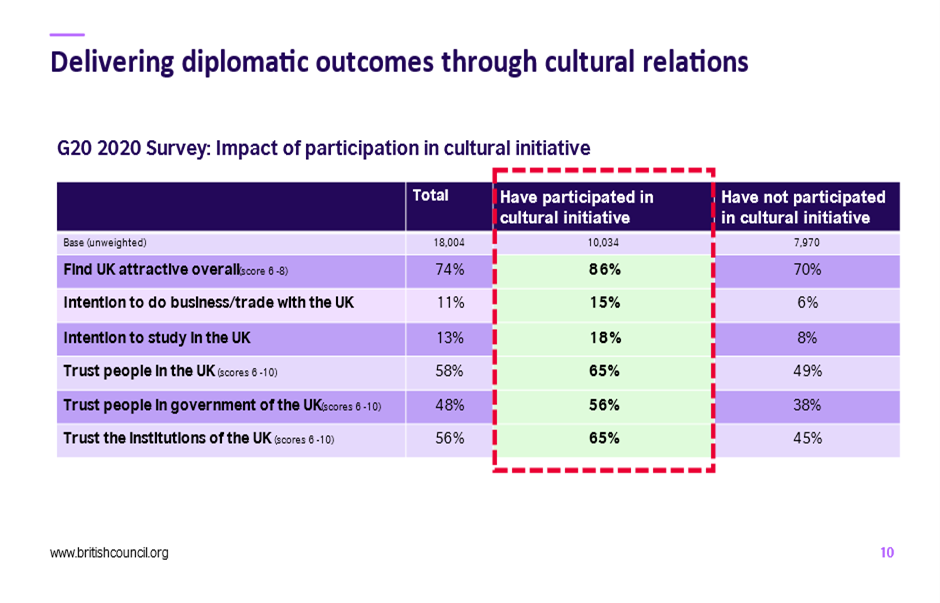 Delivering diplomatic outcomes through cultural relations
G20 2020 Survey: Impact of participation in cultural initiative
Total
Have participated in
cultural initiative
Have not participated
in cultural initiative
Base (unweighted) 18,004 10,034 7,970
Find UK attractive overall(score 6 -8) 74% 86% 70%
Intention to do business/trade with the UK 11% 15% 6%
Intention to study in the UK 13% 18% 8%
Trust people in the UK (scores 6 -10) 58% 65% 49%
Trust people in government of the UK(scores 6 -10) 48% 56% 38%
Trust the institutions of the UK (scores 6 -10) 56% 65% 45%
www.britishcouncil.org 10